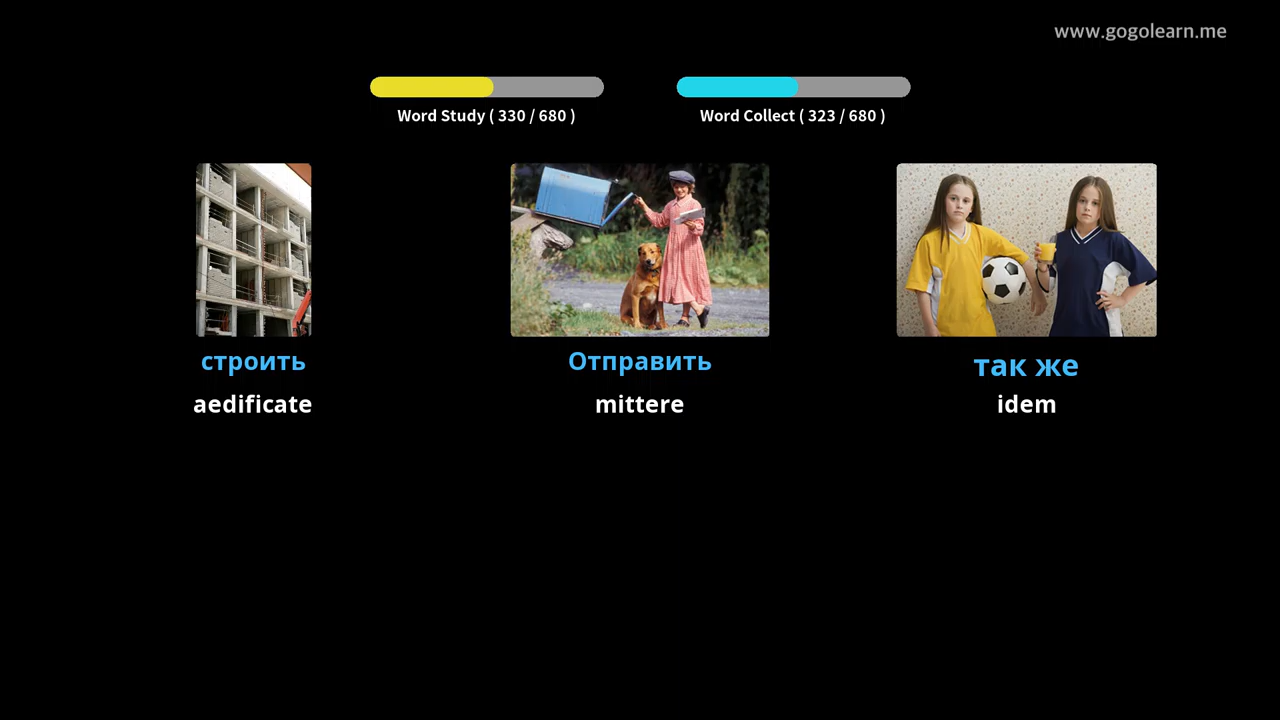 www.gogolearn.me
Word Study ( 330 / 680 )
Word Collect ( 323 / 680 )
строить
Отправить
так же
aedificate
mittere
idem